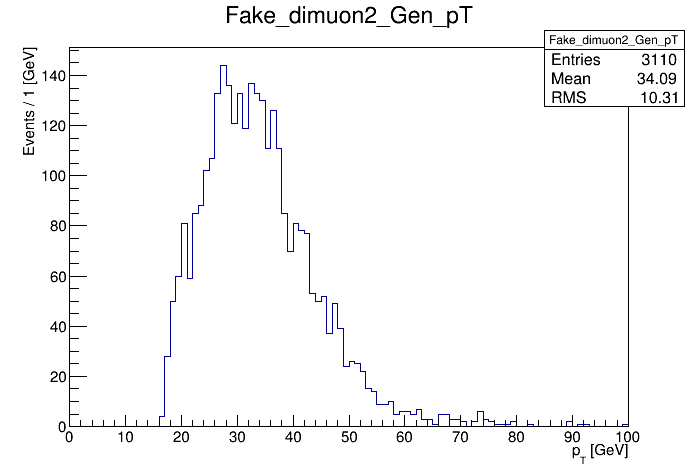 Fake_dimuon2_Gen_pT
Fake_dimuon2_Gen_pT
Entries 3110
Mean 34.09
RMS 10.31
Events / 1 [GeV]
140
120
100
80
60
40
20
0
0 10 20 30 40 50 60 70 80 90 100
p_T [GeV]